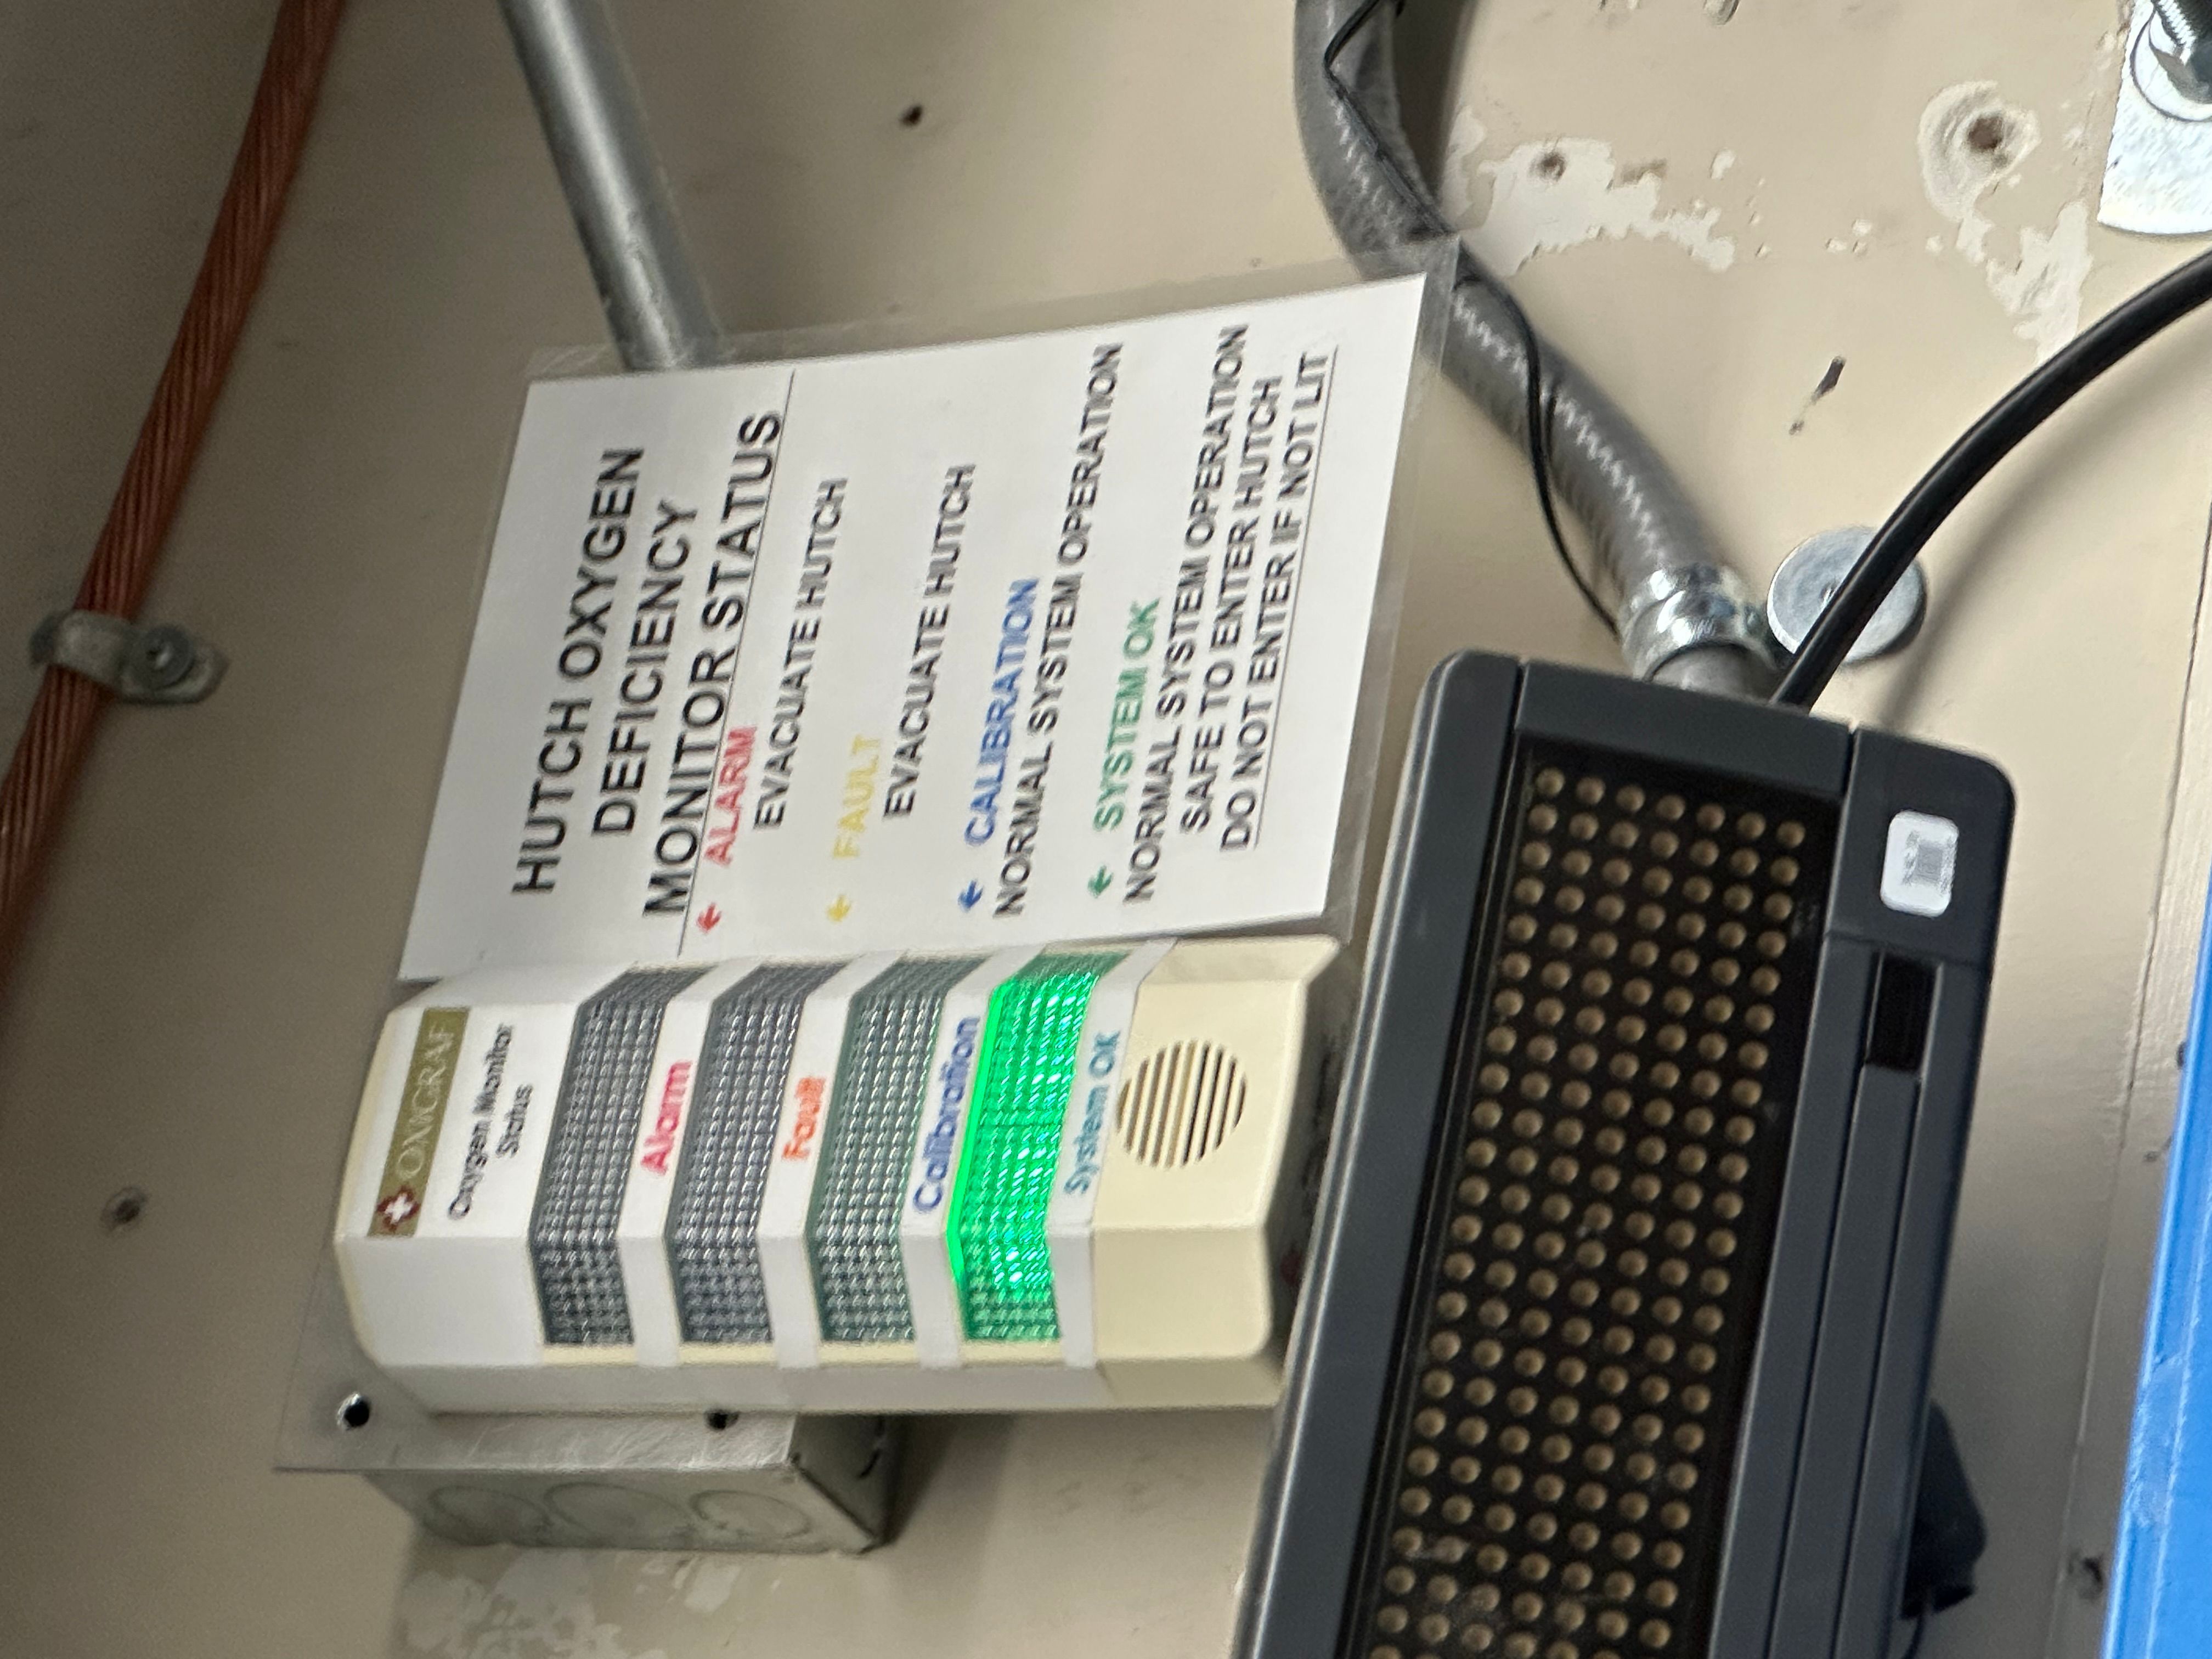 HUTCH OXYGEN
DEFICIENCY
MONITOR STATUS
← ALARM
EVACUATE HUTCH
← FAULT
EVACUATE HUTCH
← CALIBRATION
NORMAL SYSTEM OPERATION
← SYSTEM OK
NORMAL SYSTEM OPERATION
SAFE TO ENTER HUTCH
DO NOT ENTER IF NOT LIT
Oxygen Monitor
Status
Alarm
Fault
Calibration
System OK